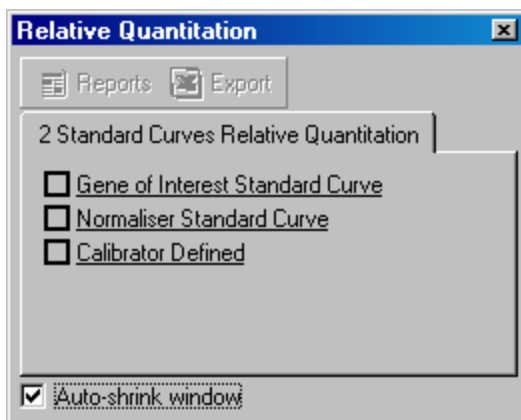 Relative Quantitation
Reports Export
2 Standard Curves Relative Quantitation
Gene of Interest Standard Curve
Normaliser Standard Curve
Calibrator Defined
Auto-shrink window